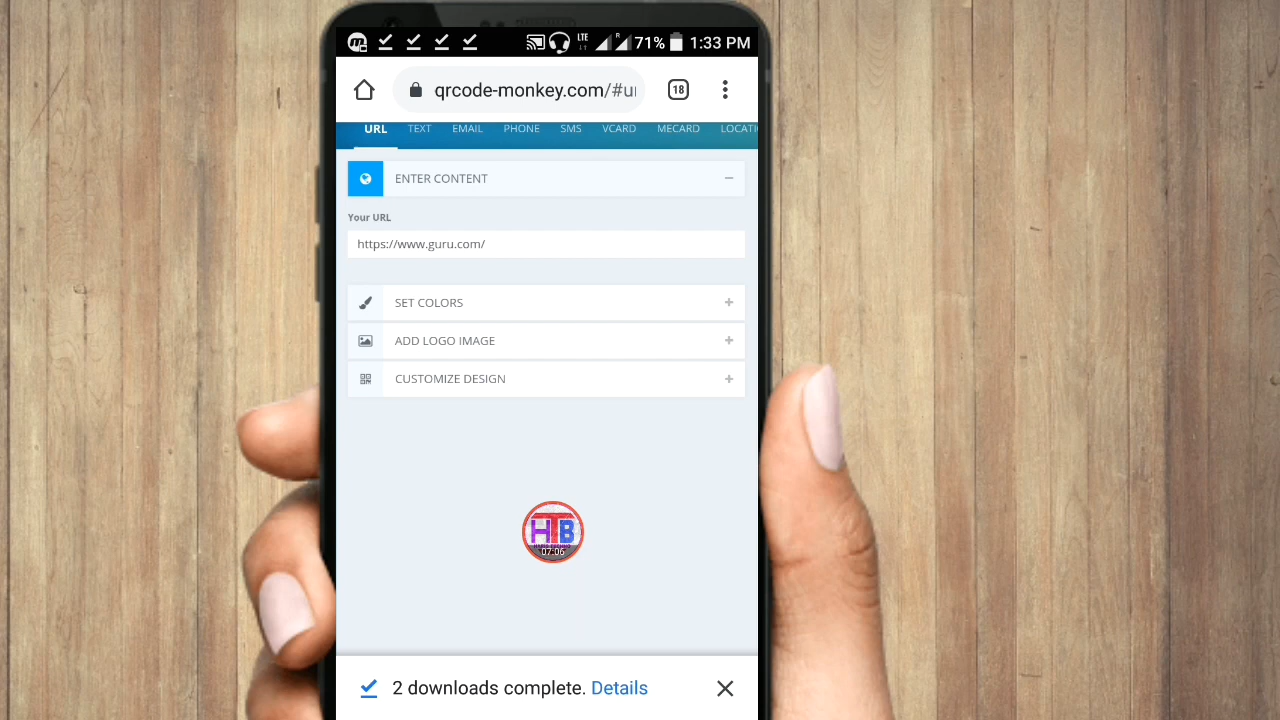 LTE R 71% 1:33 PM
qrcode-monkey.com/#u
18
URL TEXT EMAIL PHONE SMS VCARD MECARD LOCATI
ENTER CONTENT −
Your URL
https://www.guru.com/
SET COLORS +
ADD LOGO IMAGE +
CUSTOMIZE DESIGN +
HTB
07:06
2 downloads complete. Details